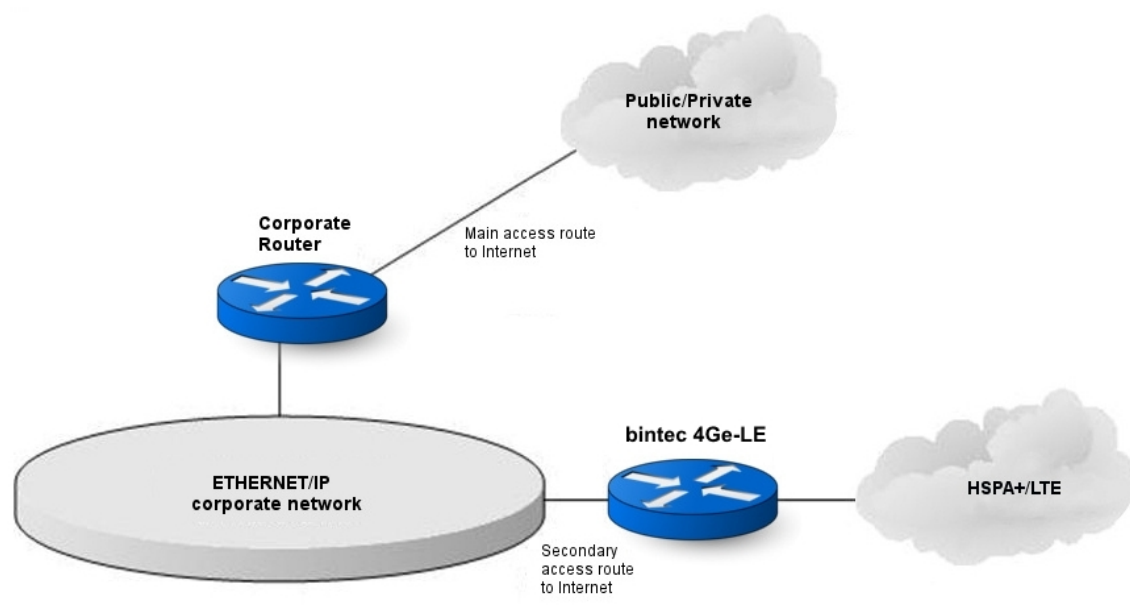 Public/Private
network
Corporate
Router
Main access route
to Internet
bintec 4Ge-LE
ETHERNET/IP
corporate network
HSPA+/LTE
Secondary
access route
to Internet